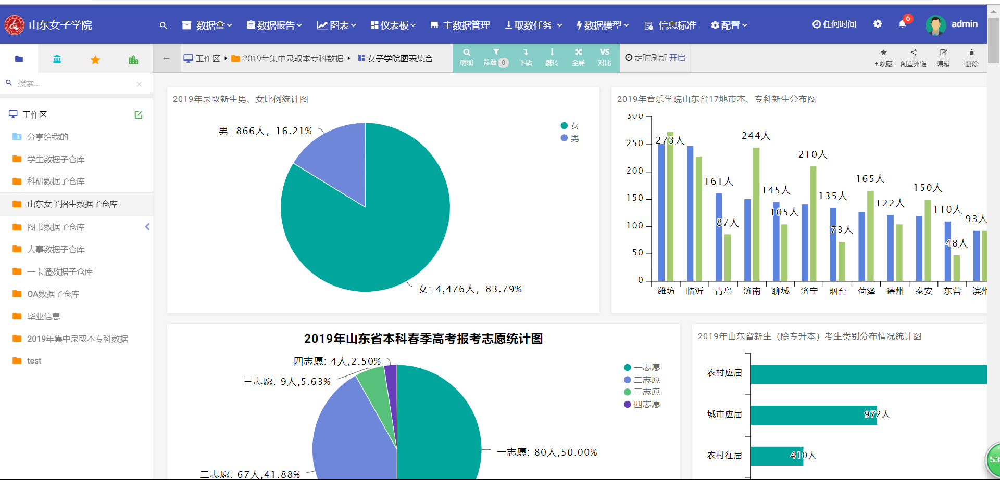 山东女子学院
数据盒
数据报告
图表
仪表板
主数据管理
取数任务
数据模型
信息标准
配置
任何时间
6
admin
工作区
2019年集中录取本专科数据
女子学院图表集合
明细
筛选 0
下钻
跳转
全屏
VS
对比
定时刷新 开启
+ 收藏
配置外链
编辑
删除
搜索...
工作区
分享给我的
学生数据子仓库
科研数据子仓库
山东女子招生数据子仓库
图书数据子仓库
人事数据子仓库
一卡通数据子仓库
OA数据子仓库
毕业信息
2019年集中录取本专科数据
test
2019年录取新生男、女比例统计图
男: 866人, 16.21%
女: 4,476人, 83.79%
女
男
2019年音乐学院山东省17地市本、专科新生分布图
300
250
200
150
100
50
0
273人
161人
87人
244人
145人
105人
210人
135人
73人
165人
122人
150人
110人
48人
93人
潍坊
临沂
青岛
济南
聊城
济宁
烟台
菏泽
德州
泰安
东营
滨州
2019年山东省本科春季高考报考志愿统计图
四志愿: 4人,2.50%
三志愿: 9人,5.63%
一志愿: 80人,50.00%
二志愿: 67人,41.88%
一志愿
二志愿
三志愿
四志愿
2019年山东省新生（除专升本）考生类别分布情况统计图
农村应届
城市应届
972人
农村往届
410人
53